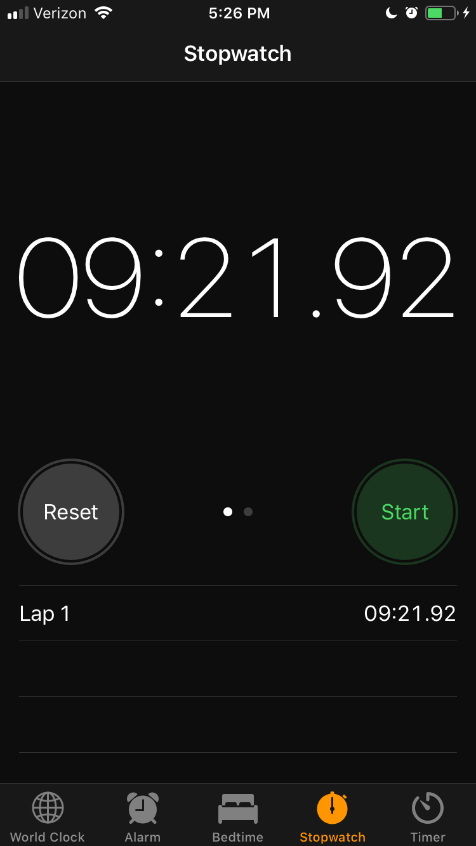 Verizon 5:26 PM
Stopwatch
09:21.92
Reset Start
Lap 1 09:21.92
World Clock Alarm Bedtime Stopwatch Timer